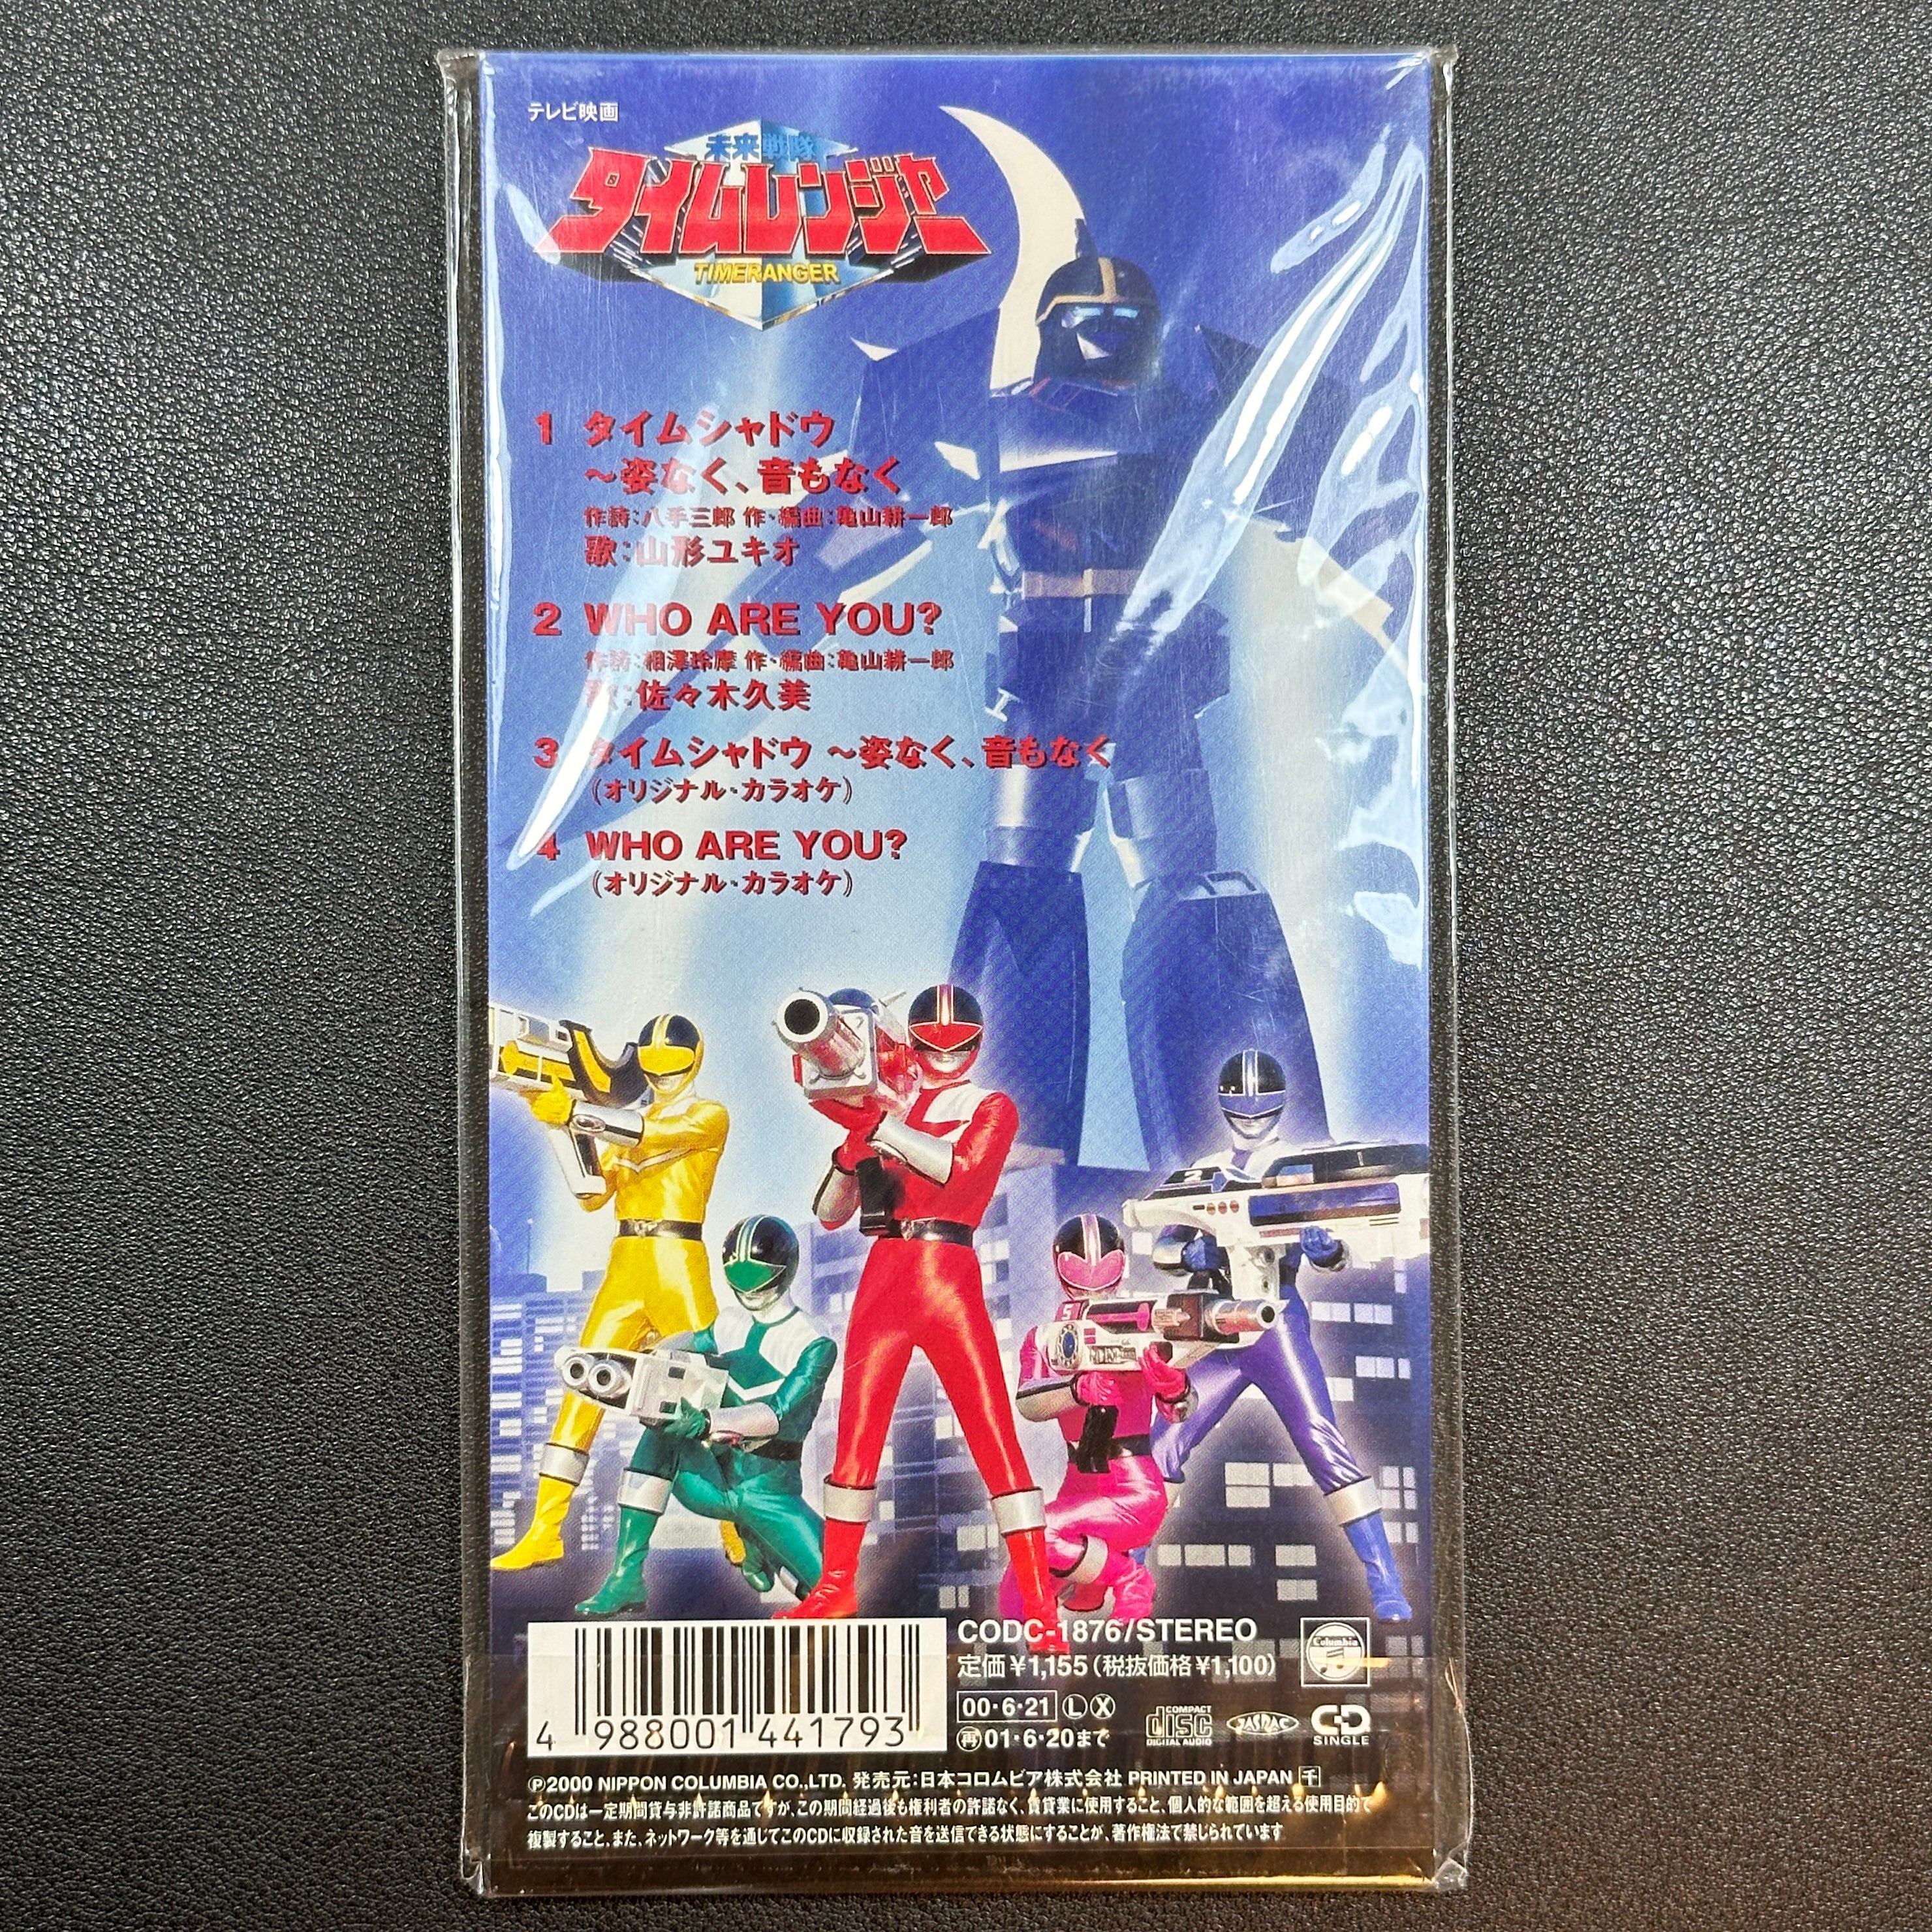 テレビ映画
未来戦隊
タイムレンジャー
TIMERANGER
1 タイムシャドウ
～姿なく、音もなく
作詩：八手三郎 作・編曲：亀山耕一郎
歌：山形ユキオ
2 WHO ARE YOU?
作詩：相澤玲摩 作・編曲：亀山耕一郎
歌：佐々木久美
3 タイムシャドウ ～姿なく、音もなく
（オリジナル・カラオケ）
4 WHO ARE YOU?
（オリジナル・カラオケ）
2
5
CODC-1876/STEREO
定価￥1,155（税抜価格￥1,100）
Columbia
00・6・21 Ⓛ Ⓧ
㊢01・6・20まで
COMPACT
disc
DIGITAL AUDIO
JASRAC
CD
SINGLE
4 988001 441793
Ⓟ2000 NIPPON COLUMBIA CO.,LTD. 発売元：日本コロムビア株式会社 PRINTED IN JAPAN 千
このCDは一定期間貸与非許諾商品ですが、この期間経過後も権利者の許諾なく、賃貸業に使用すること、個人的な範囲を超える使用目的で
複製すること、また、ネットワーク等を通じてこのCDに収録された音を送信できる状態にすることが、著作権法で禁じられています